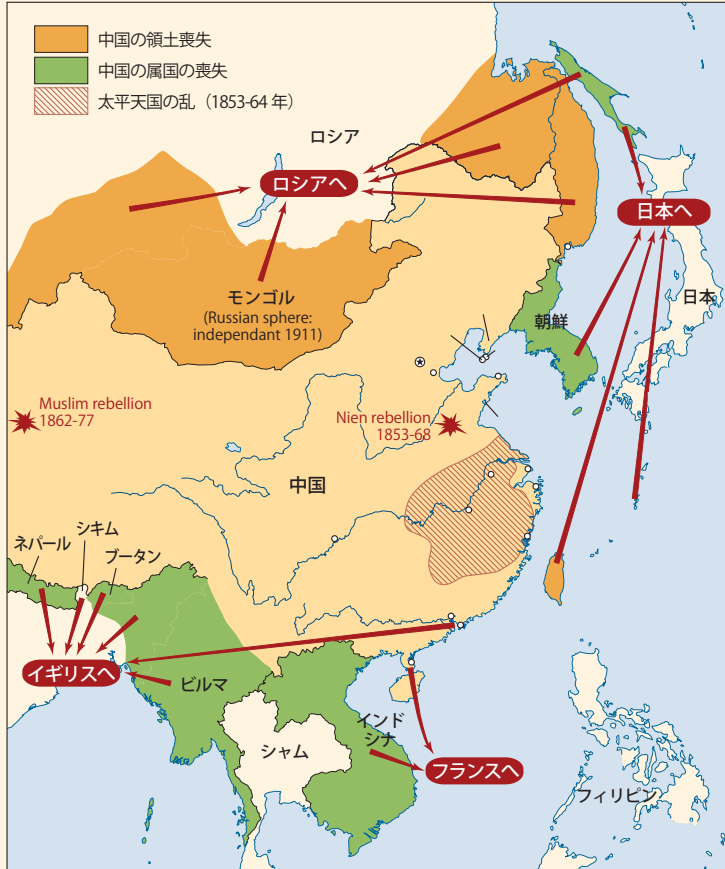 中国の領土喪失
中国の属国の喪失
太平天国の乱（1853-64 年）
ロシア
ロシアへ
日本へ
日本
モンゴル
(Russian sphere:
independant 1911)
朝鮮
Muslim rebellion
1862-77
Nien rebellion
1853-68
中国
シキム
ネパール
ブータン
イギリスへ
ビルマ
インド
シナ
シャム
フランスへ
フィリピン